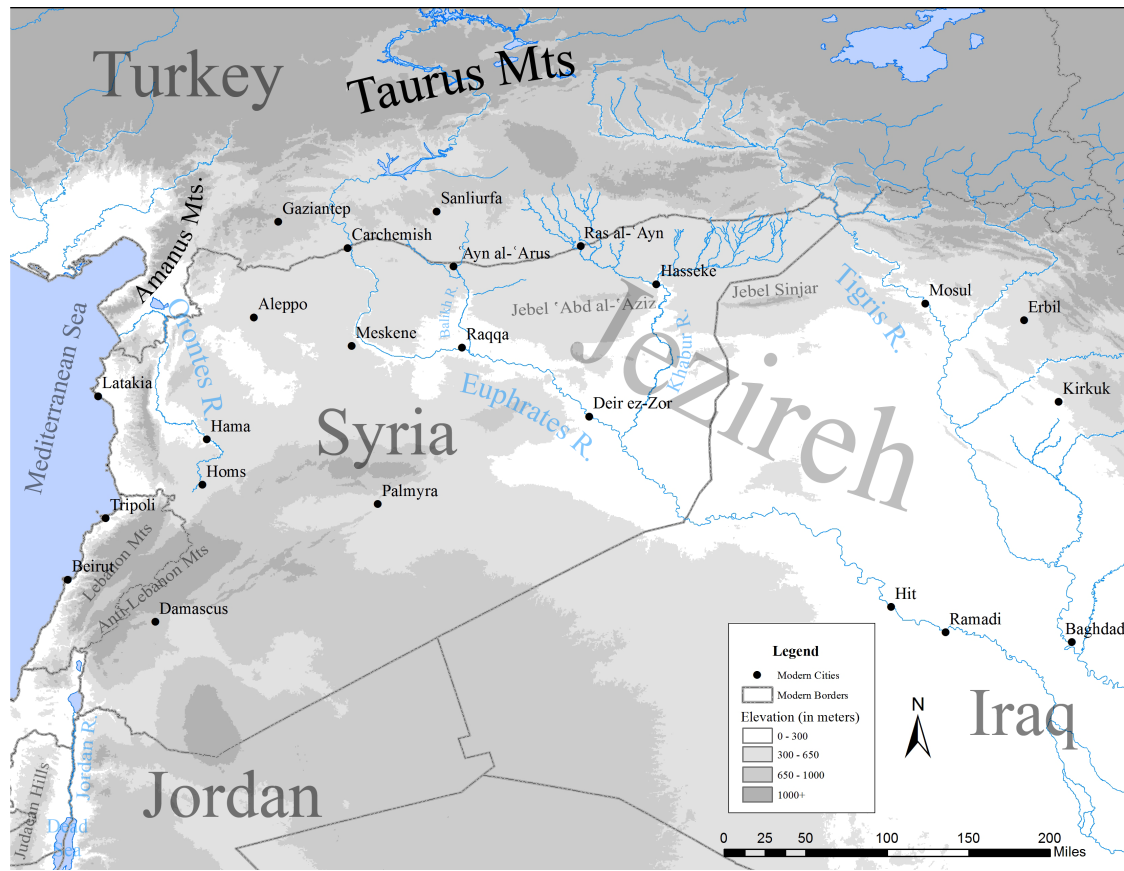 Turkey
Taurus Mts
Amanus Mts.
Gaziantep
Sanliurfa
Carchemish
Ayn al-ʿArus
Ras al-ʿAyn
Hasseke
Jebel ʿAbd al-ʿAziz
Jebel Sinjar
Tigris R.
Mosul
Erbil
Mediterranean Sea
Orontes R.
Aleppo
Meskene
Balikh R.
Raqqa
Khabur R.
Jezireh
Kirkuk
Latakia
Euphrates R.
Deir ez-Zor
Syria
Hama
Homs
Palmyra
Tripoli
Lebanon Mts
Anti-Lebanon Mts
Beirut
Damascus
Hit
Ramadi
Baghdad
Iraq
Jordan R.
Jordan
Judaean Hills
Dead
Sea
Legend
Modern Cities
Modern Borders
Elevation (in meters)
0 - 300
300 - 650
650 - 1000
1000+
N
0 25 50 100 150 200
Miles